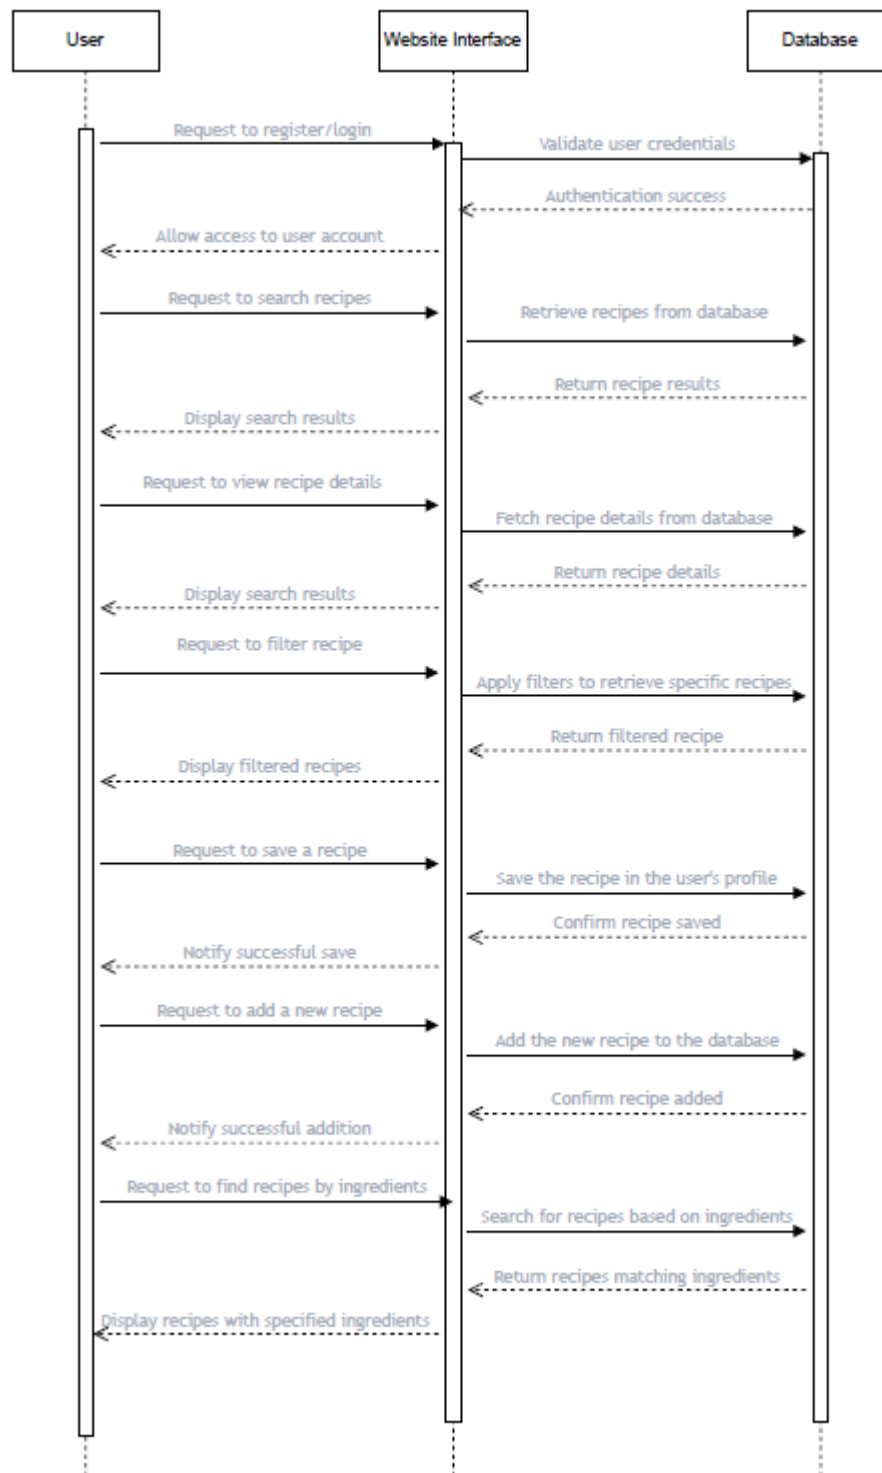 User
Website Interface
Database
Request to register/login
Validate user credentials
Authentication success
Allow access to user account
Request to search recipes
Retrieve recipes from database
Return recipe results
Display search results
Request to view recipe details
Fetch recipe details from database
Return recipe details
Display search results
Request to filter recipe
Apply filters to retrieve specific recipes
Return filtered recipe
Display filtered recipes
Request to save a recipe
Save the recipe in the user's profile
Confirm recipe saved
Notify successful save
Request to add a new recipe
Add the new recipe to the database
Confirm recipe added
Notify successful addition
Request to find recipes by ingredients
Search for recipes based on ingredients
Return recipes matching ingredients
Display recipes with specified ingredients